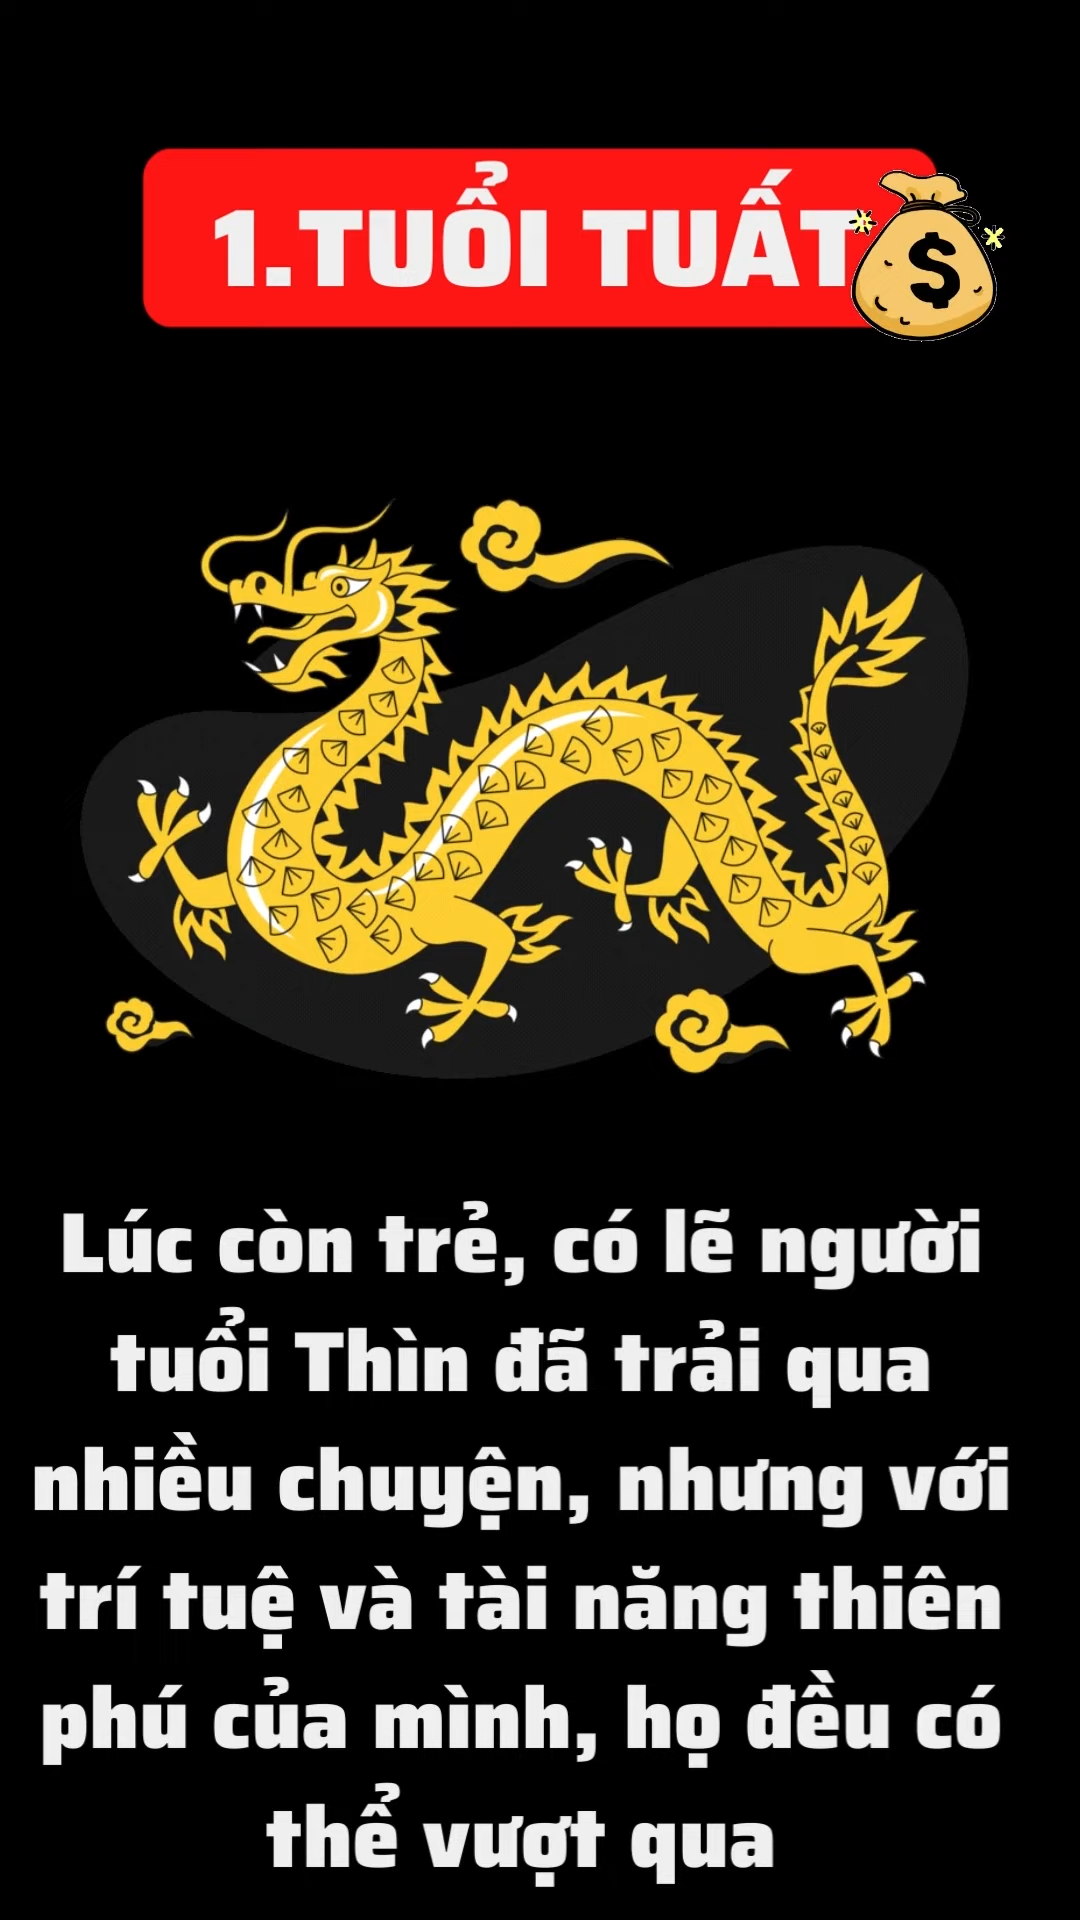 1.TUỔI TUẤT
$
Lúc còn trẻ, có lẽ người
tuổi Thìn đã trải qua
nhiều chuyện, nhưng với
trí tuệ và tài năng thiên
phú của mình, họ đều có
thể vượt qua